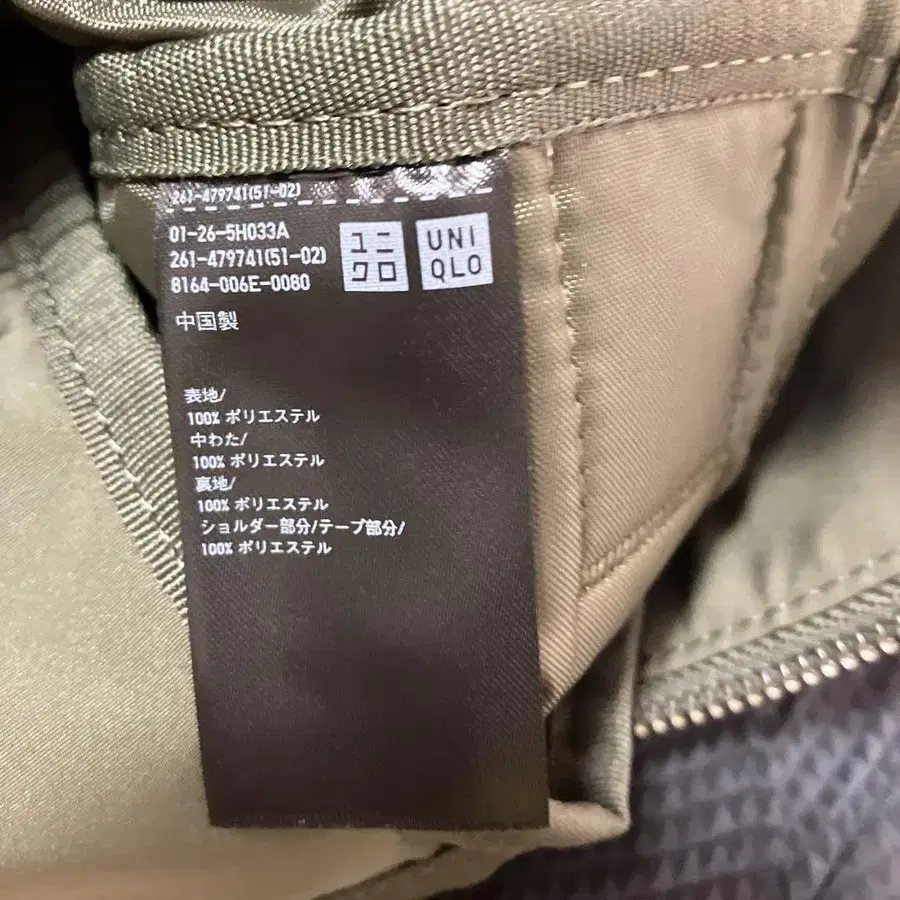 261-479741(51-02)
01-26-5H033A
261-479741(51-02)
8164-006E-0080
ユニ
クロ
UNI
QLO
中国製
表地/
100% ポリエステル
中わた/
100% ポリエステル
裏地/
100% ポリエステル
ショルダー部分/テープ部分/
100% ポリエステル